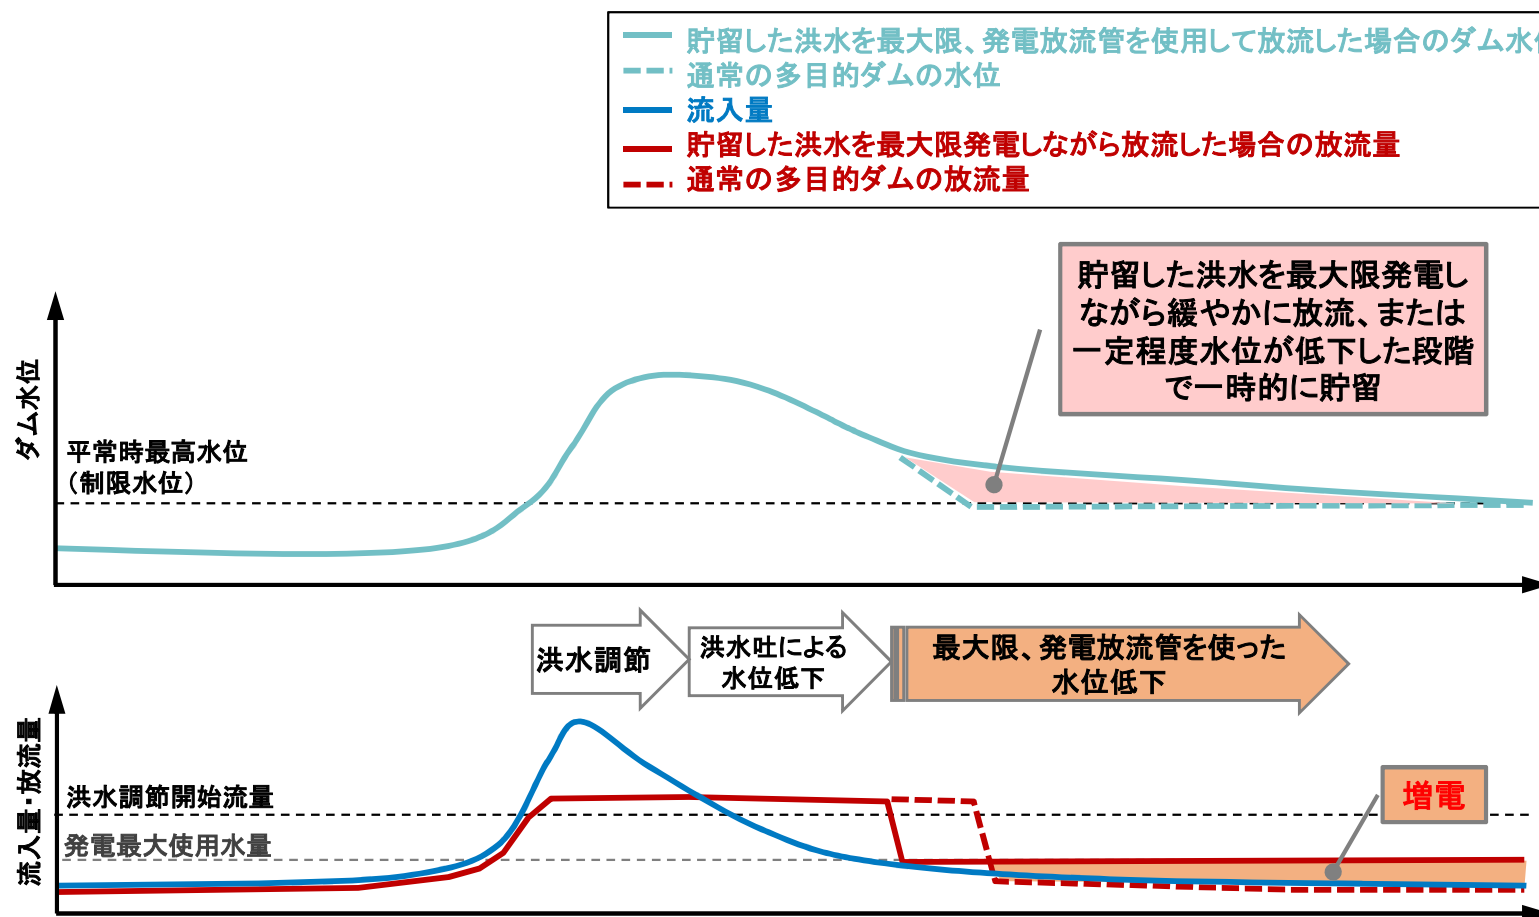 貯留した洪水を最大限、発電放流管を使用して放流した場合のダム水
通常の多目的ダムの水位
流入量
貯留した洪水を最大限発電しながら放流した場合の放流量
通常の多目的ダムの放流量
貯留した洪水を最大限発電し
ながら緩やかに放流、または
一定程度水位が低下した段階
で一時的に貯留
ダム水位
平常時最高水位
（制限水位）
洪水調節
洪水吐による
水位低下
最大限、発電放流管を使った
水位低下
流入量・放流量
洪水調節開始流量
発電最大使用水量
増電